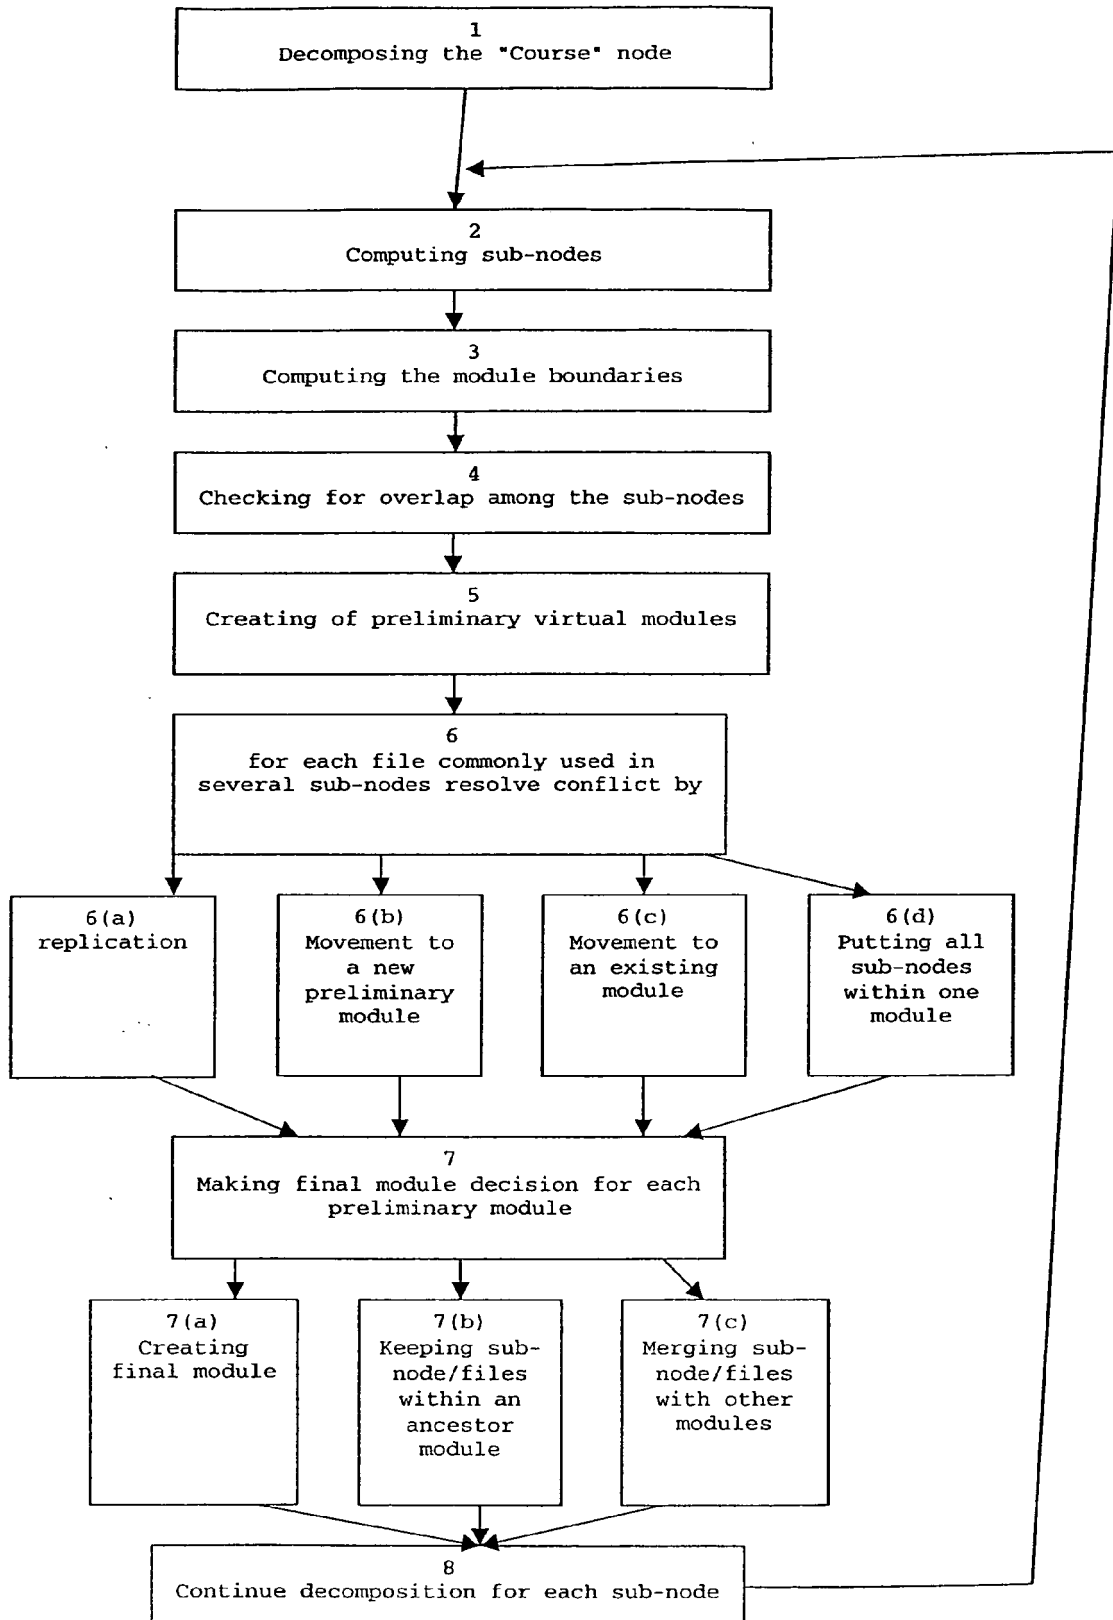 1
Decomposing the "Course" node
2
Computing sub-nodes
3
Computing the module boundaries
4
Checking for overlap among the sub-nodes
5
Creating of preliminary virtual modules
6
for each file commonly used in
several sub-nodes resolve conflict by
6(a)
replication
6(b)
Movement to
a new
preliminary
module
6(c)
Movement to
an existing
module
6(d)
Putting all
sub-nodes
within one
module
7
Making final module decision for each
preliminary module
7(a)
Creating
final module
7(b)
Keeping sub-
node/files
within an
ancestor
module
7(c)
Merging sub-
node/files
with other
modules
8
Continue decomposition for each sub-node